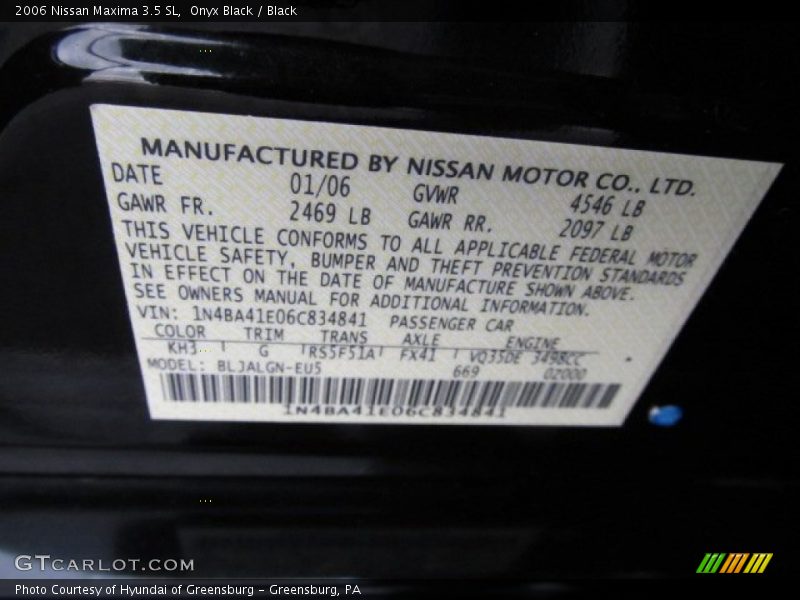 2006 Nissan Maxima 3.5 SL, Onyx Black / Black
MANUFACTURED BY NISSAN MOTOR CO., LTD.
DATE 01/06 GVWR 4546 LB
GAWR FR. 2469 LB GAWR RR. 2097 LB
THIS VEHICLE CONFORMS TO ALL APPLICABLE FEDERAL MOTOR
VEHICLE SAFETY, BUMPER AND THEFT PREVENTION STANDARDS
IN EFFECT ON THE DATE OF MANUFACTURE SHOWN ABOVE.
SEE OWNERS MANUAL FOR ADDITIONAL INFORMATION.
VIN: 1N4BA41E06C834841 PASSENGER CAR
COLOR TRIM TRANS AXLE ENGINE
KH3 G RS5F51A FX41 VQ35DE 3498CC
MODEL: BLJALGN-EU5 669 02000
1N4BA41E06C834841
GTCARLOT.COM
Photo Courtesy of Hyundai of Greensburg - Greensburg, PA